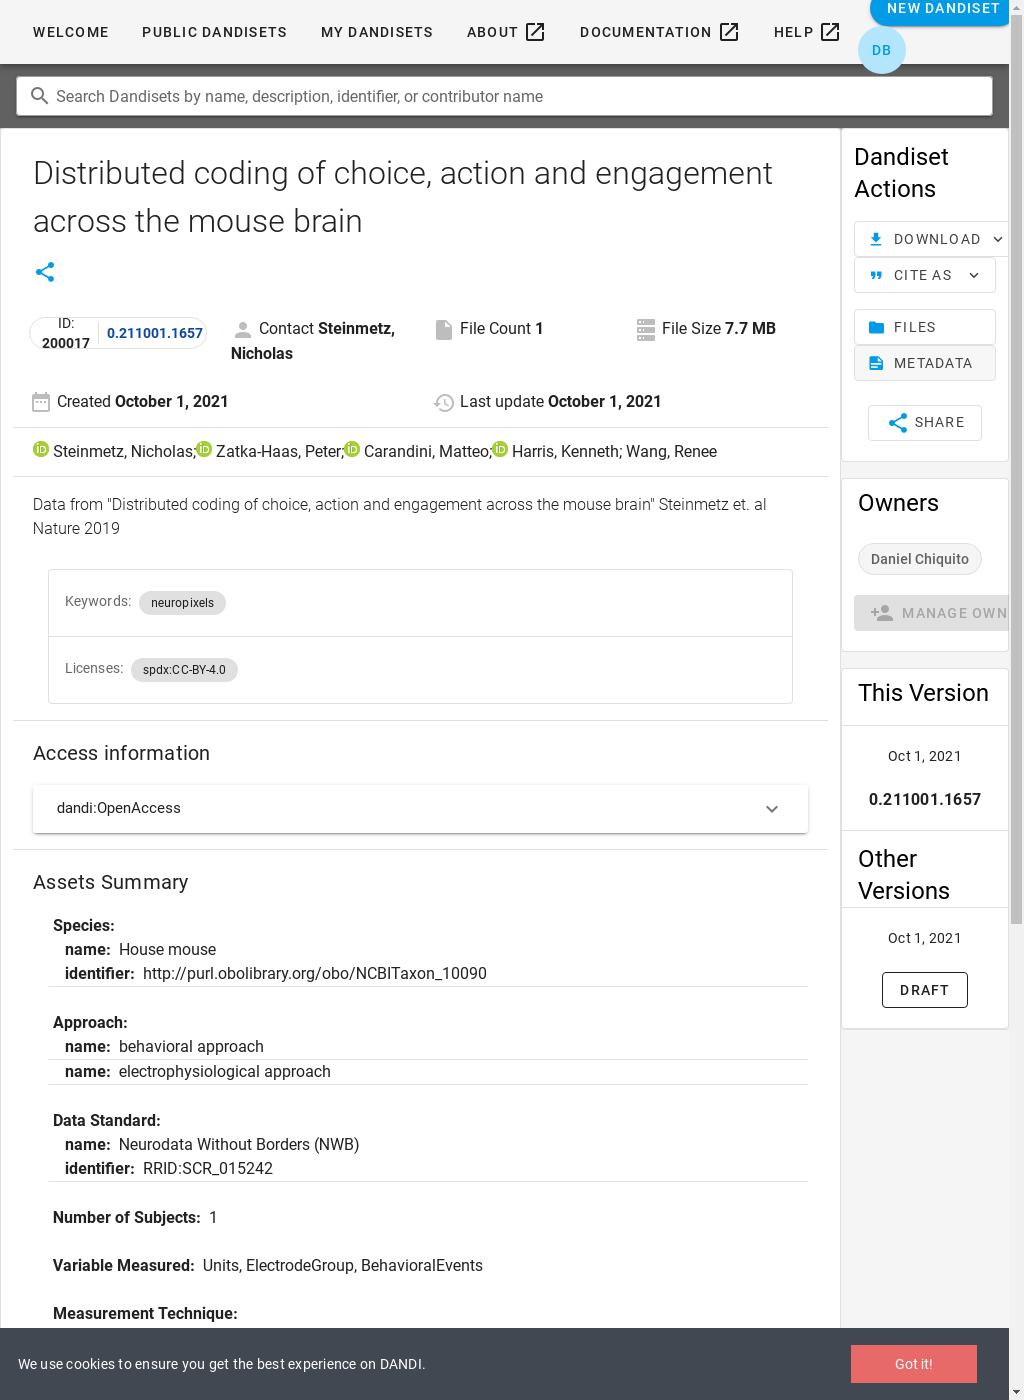 WELCOME PUBLIC DANDISETS MY DANDISETS ABOUT DOCUMENTATION HELP NEW DANDISET
DB
Search Dandisets by name, description, identifier, or contributor name
Distributed coding of choice, action and engagement
across the mouse brain
ID:
200017
0.211001.1657
Contact Steinmetz,
Nicholas
File Count 1
File Size 7.7 MB
Created October 1, 2021
Last update October 1, 2021
Steinmetz, Nicholas; Zatka-Haas, Peter; Carandini, Matteo; Harris, Kenneth; Wang, Renee
Data from "Distributed coding of choice, action and engagement across the mouse brain" Steinmetz et. al
Nature 2019
Keywords: neuropixels
Licenses: spdx:CC-BY-4.0
Access information
dandi:OpenAccess
Assets Summary
Species:
name: House mouse
identifier: http://purl.obolibrary.org/obo/NCBITaxon_10090
Approach:
name: behavioral approach
name: electrophysiological approach
Data Standard:
name: Neurodata Without Borders (NWB)
identifier: RRID:SCR_015242
Number of Subjects: 1
Variable Measured: Units, ElectrodeGroup, BehavioralEvents
Measurement Technique:
Dandiset
Actions
DOWNLOAD
CITE AS
FILES
METADATA
SHARE
Owners
Daniel Chiquito
MANAGE OWN
This Version
Oct 1, 2021
0.211001.1657
Other
Versions
Oct 1, 2021
DRAFT
We use cookies to ensure you get the best experience on DANDI.
Got it!